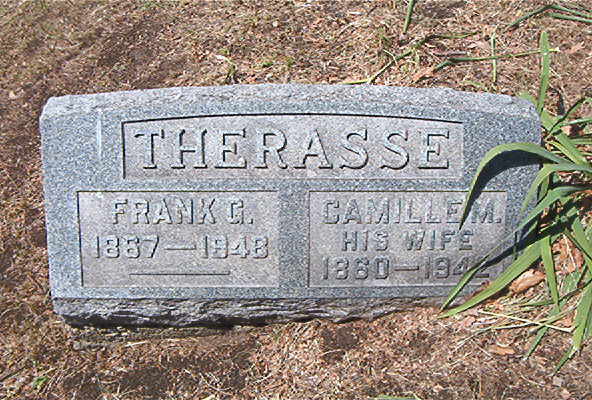 THERASSE
FRANK G.
1867—1948
CAMILLE M.
HIS WIFE
1860—1942